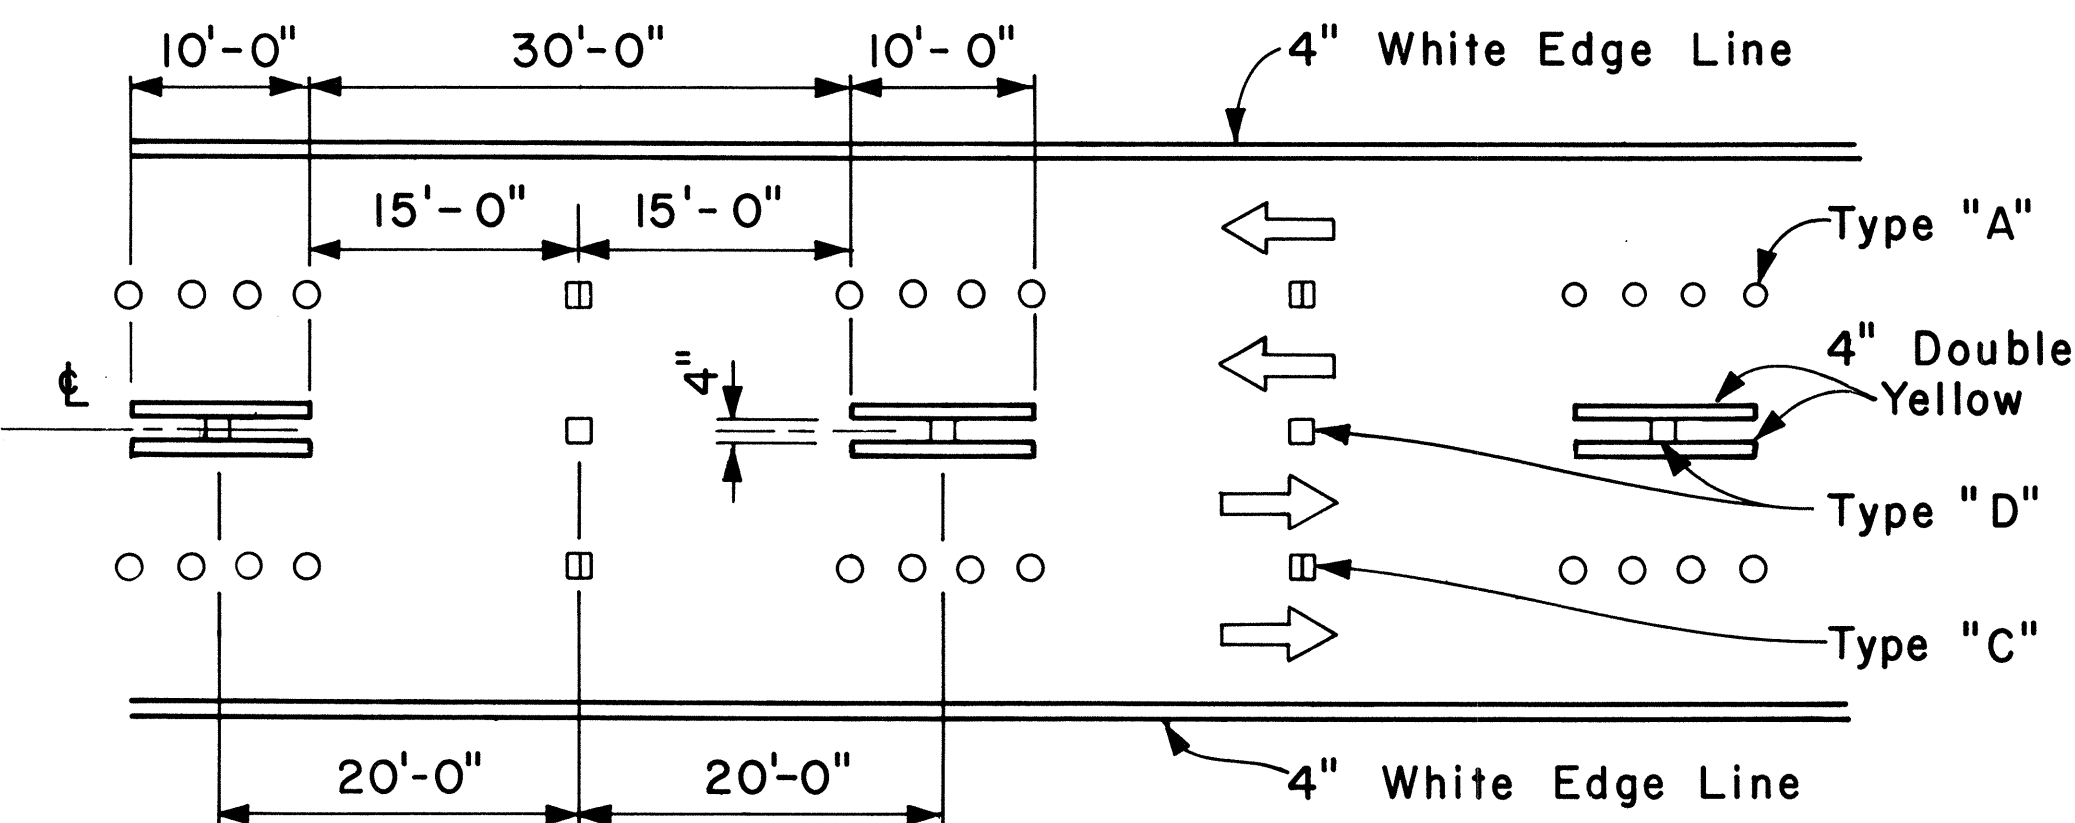 10'-0" 30'-0" 10'-0" 4" White Edge Line
15'-0" 15'-0" Type "A"
4" Double
Yellow
℄ 4"
Type "D"
Type "C"
20'-0" 20'-0" 4" White Edge Line